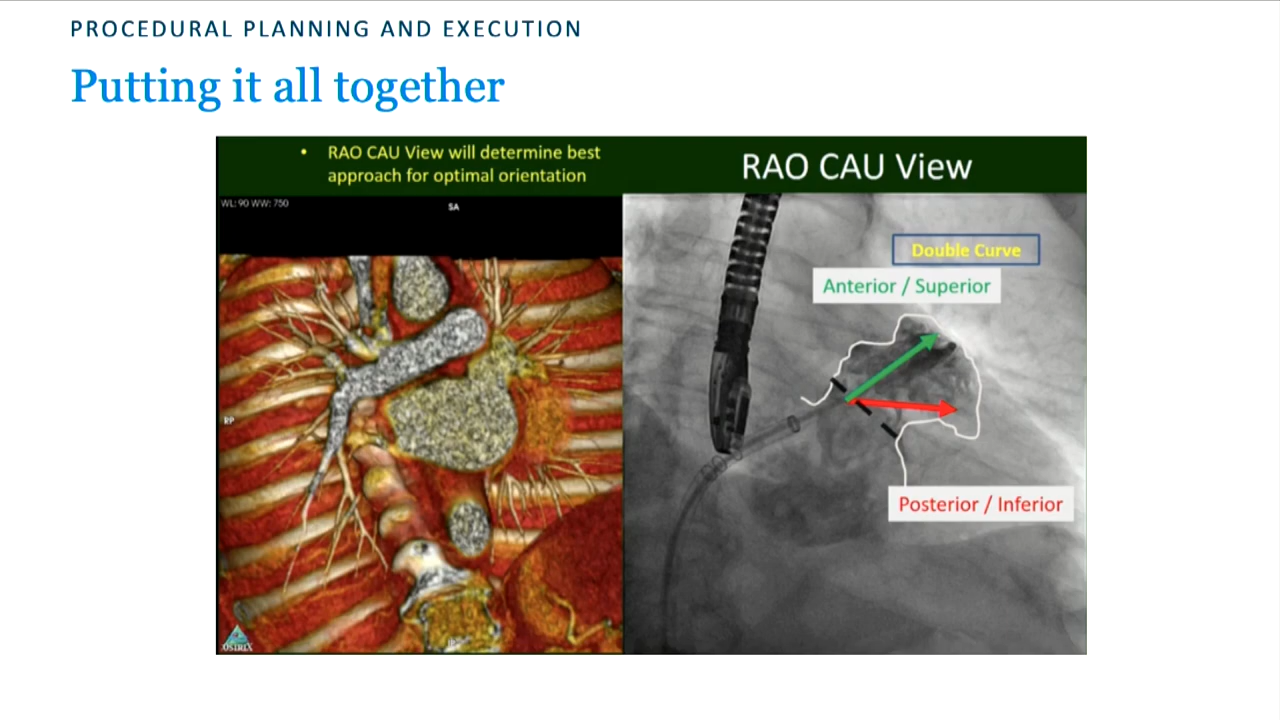 PROCEDURAL PLANNING AND EXECUTION
Putting it all together
• RAO CAU View will determine best
approach for optimal orientation
RAO CAU View
WL: 90 WW: 750
SA
Double Curve
Anterior / Superior
RP
Posterior / Inferior
OSIRIX